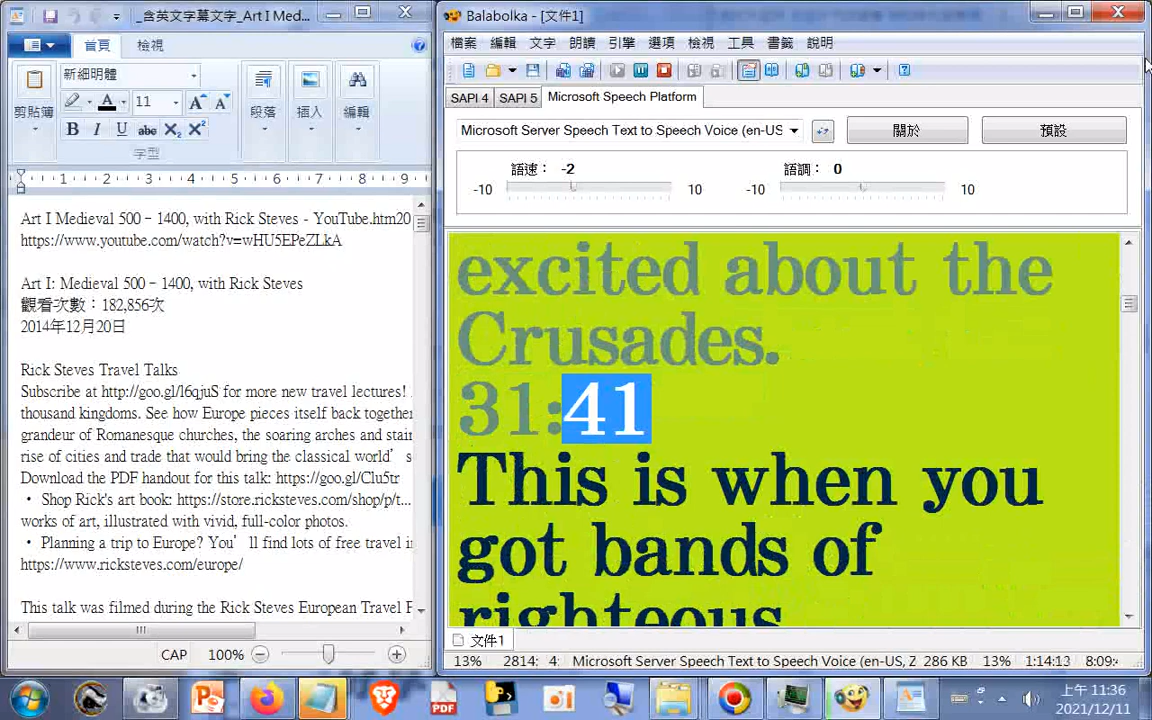 _含英文字幕文字_Art I Med...
首頁
檢視
剪貼簿
新細明體
11
B I U abc X₂ X²
字型
段落
插入
編輯
1 2 3 4 5 6 7 8 9
Art I Medieval 500 - 1400, with Rick Steves - YouTube.htm20
https://www.youtube.com/watch?v=wHU5EPeZLkA
Art I: Medieval 500 - 1400, with Rick Steves
觀看次數：182,856次
2014年12月20日
Rick Steves Travel Talks
Subscribe at http://goo.gl/l6qjuS for more new travel lectures!
thousand kingdoms. See how Europe pieces itself back together
grandeur of Romanesque churches, the soaring arches and stai
rise of cities and trade that would bring the classical world's
Download the PDF handout for this talk: https://goo.gl/Clu5tr
• Shop Rick's art book: https://store.ricksteves.com/shop/p/t...
works of art, illustrated with vivid, full-color photos.
• Planning a trip to Europe? You'll find lots of free travel i
https://www.ricksteves.com/europe/
This talk was filmed during the Rick Steves European Travel F
CAP 100%
Balabolka - [文件1]
檔案 編輯 文字 朗讀 引擎 選項 檢視 工具 書籤 說明
SAPI 4 SAPI 5 Microsoft Speech Platform
Microsoft Server Speech Text to Speech Voice (en-US
關於
預設
語速： -2
語調： 0
-10 10 -10 10
excited about the
Crusades.
31:41
This is when you
got bands of
righteous
文件1
13% 2814: 4: Microsoft Server Speech Text to Speech Voice (en-US, Z 286 KB 13% 1:14:13 8:09:
上午 11:36
2021/12/11